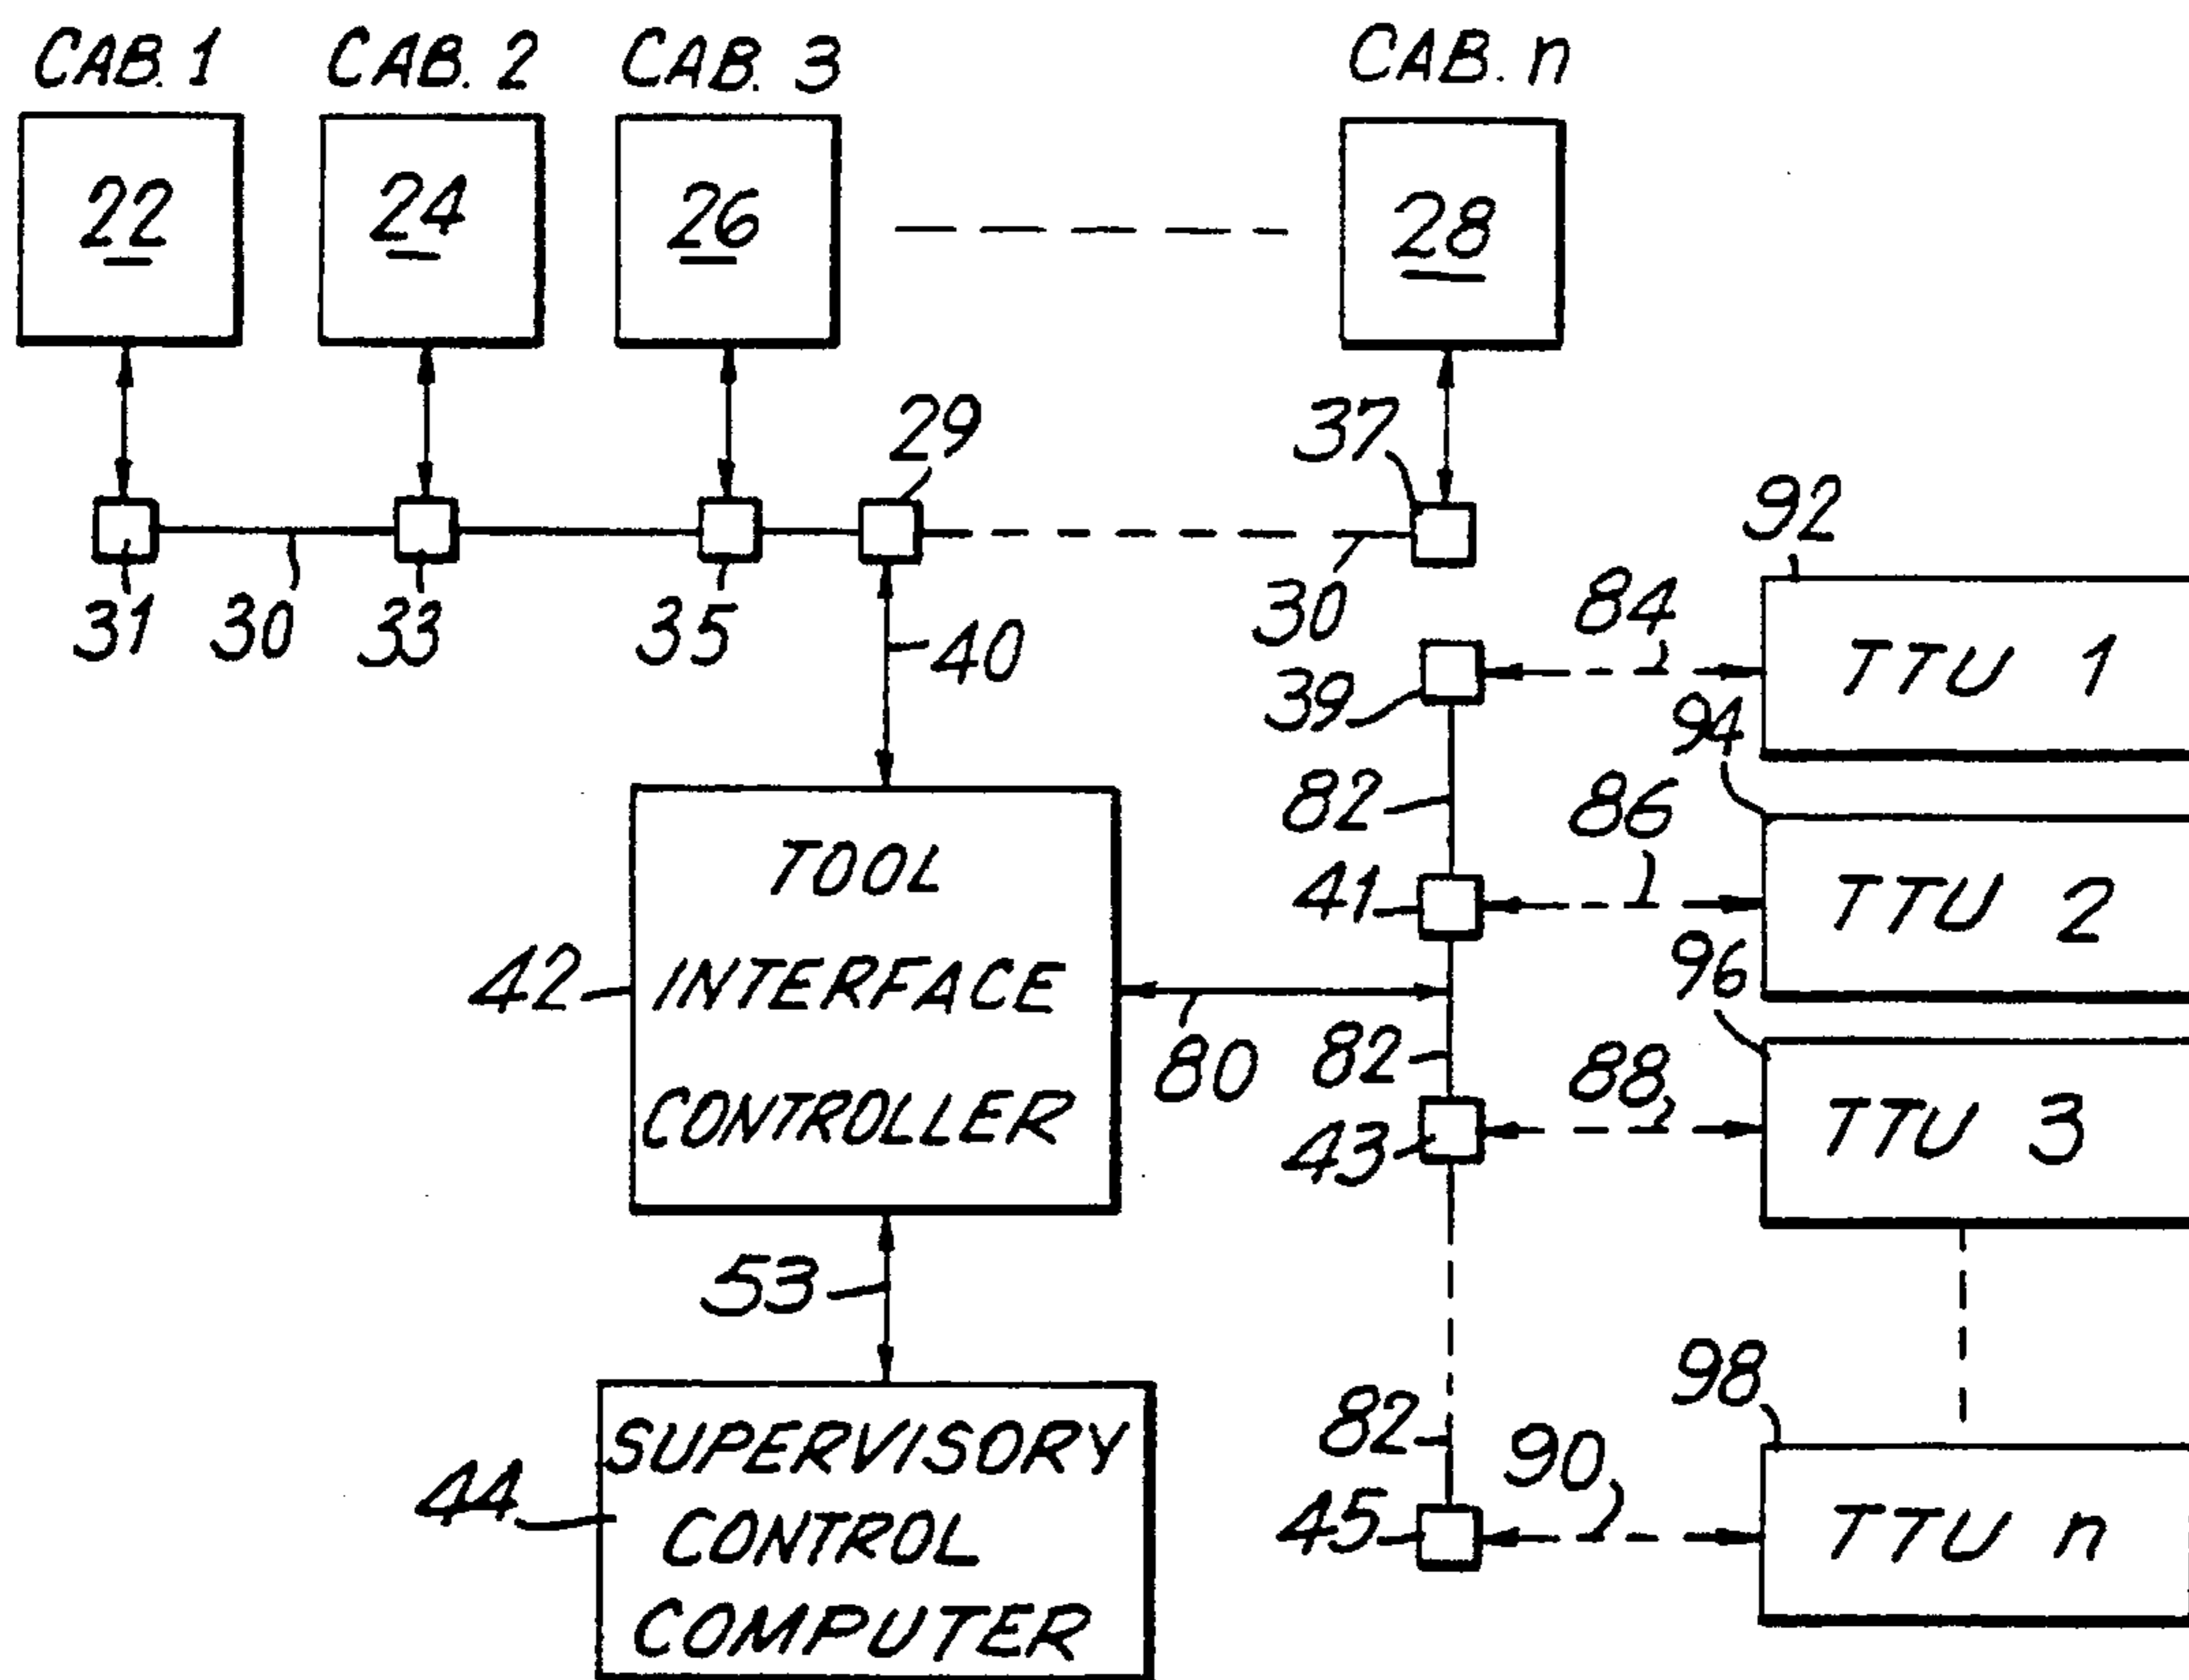 CAB. 1
CAB. 2
CAB. 3
CAB. n
22
24
26
28
29
37
31
30
33
35
40
30
39
84
92
TTU 1
94
82
86
41
TTU 2
96
TOOL
INTERFACE
CONTROLLER
42
80
82
88
43
TTU 3
53
98
82
90
45
TTU n
44
SUPERVISORY
CONTROL
COMPUTER